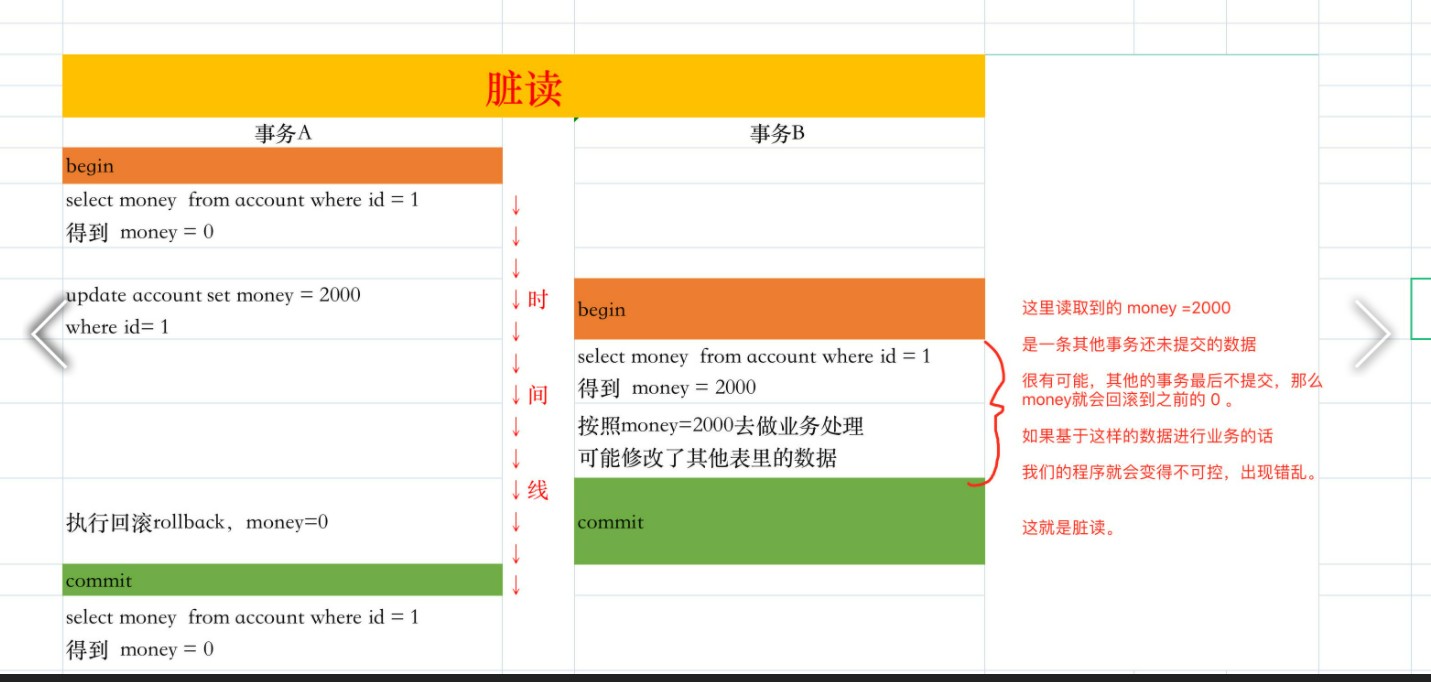 脏读
事务A
事务B
begin
select money from account where id = 1
得到 money = 0
update account set money = 2000
where id= 1
begin
select money from account where id = 1
得到 money = 2000
按照money=2000去做业务处理
可能修改了其他表里的数据
执行回滚rollback，money=0
commit
commit
select money from account where id = 1
得到 money = 0
↓
↓
↓
↓ 时
↓
↓
↓ 间
↓
↓
↓ 线
↓
↓
↓
这里读取到的 money =2000
是一条其他事务还未提交的数据
很有可能，其他的事务最后不提交，那么
money就会回滚到之前的 0 。
如果基于这样的数据进行业务的话
我们的程序就会变得不可控，出现错乱。
这就是脏读。